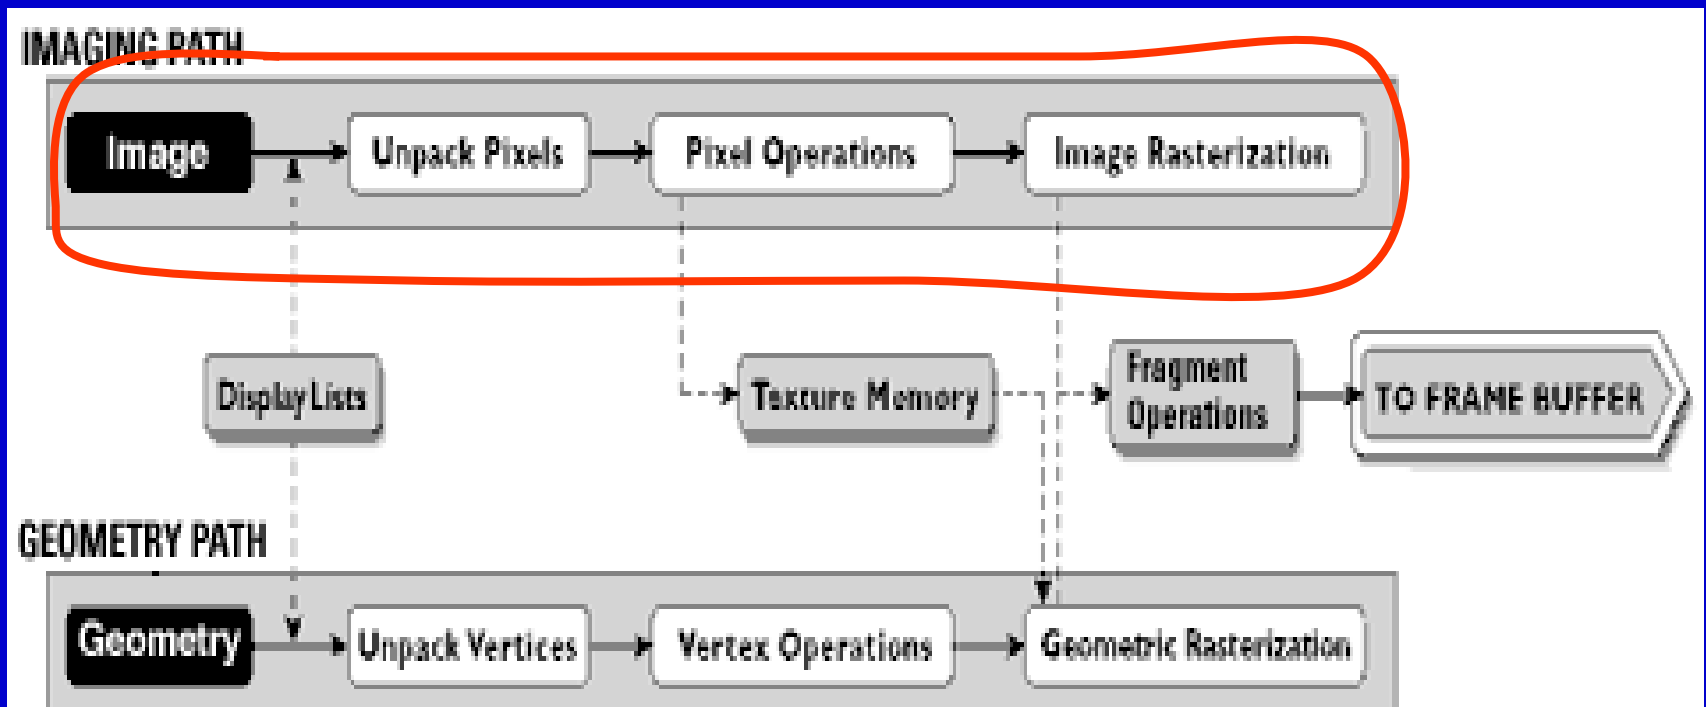 IMAGING PATH
Image
Unpack Pixels
Pixel Operations
Image Rasterization
Display Lists
Texture Memory
Fragment
Operations
TO FRAME BUFFER
GEOMETRY PATH
Geometry
Unpack Vertices
Vertex Operations
Geometric Rasterization